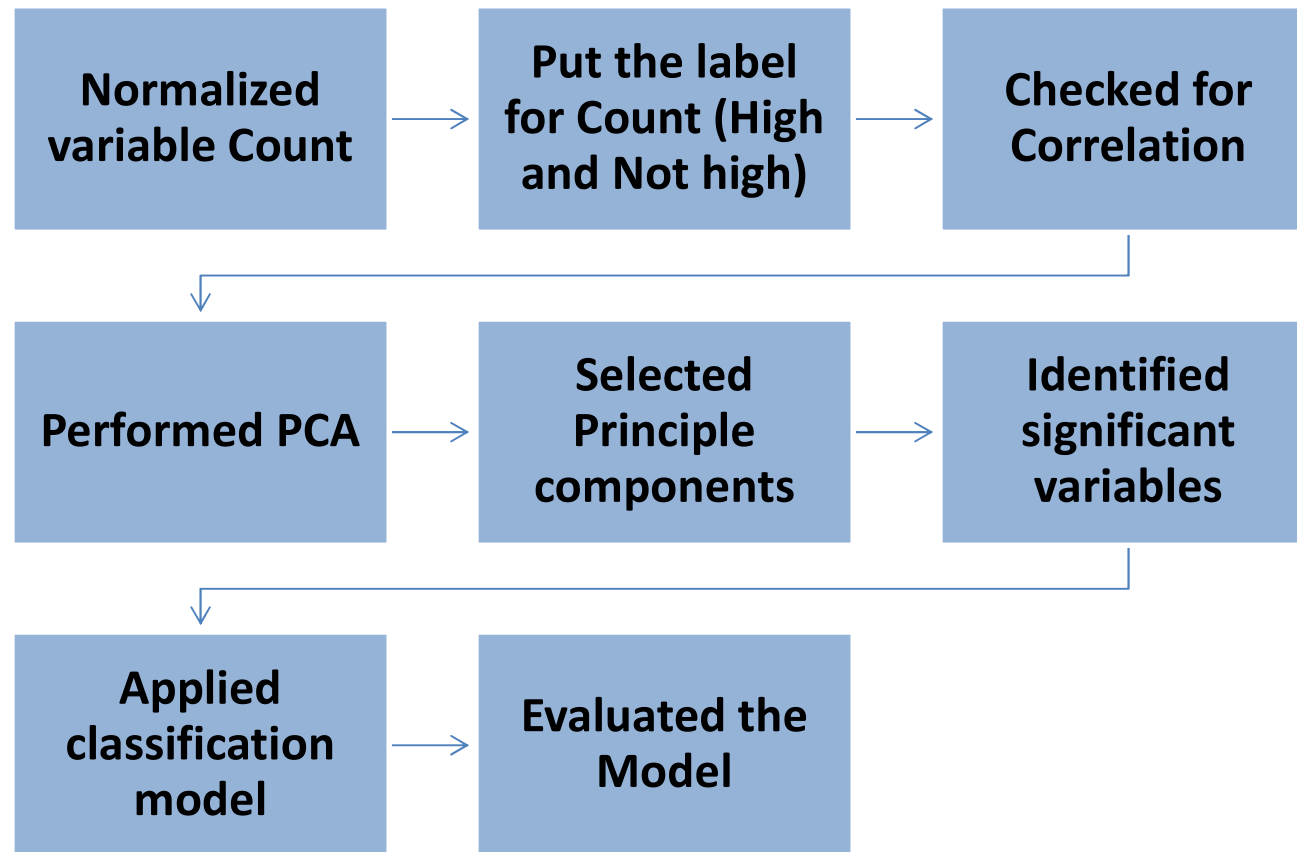 Normalized
variable Count
Put the label
for Count (High
and Not high)
Checked for
Correlation
Performed PCA
Selected
Principle
components
Identified
significant
variables
Applied
classification
model
Evaluated the
Model